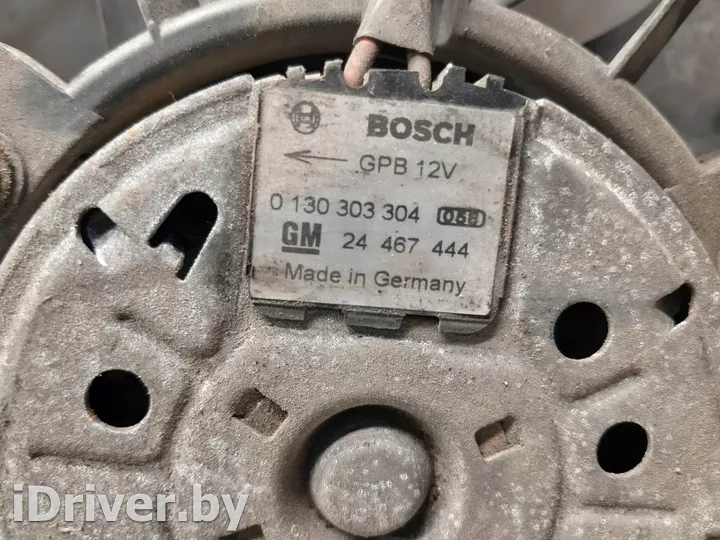 BOSCH
GPB 12V
0 130 303 304
GM 24 467 444
Made in Germany
iDriver.by